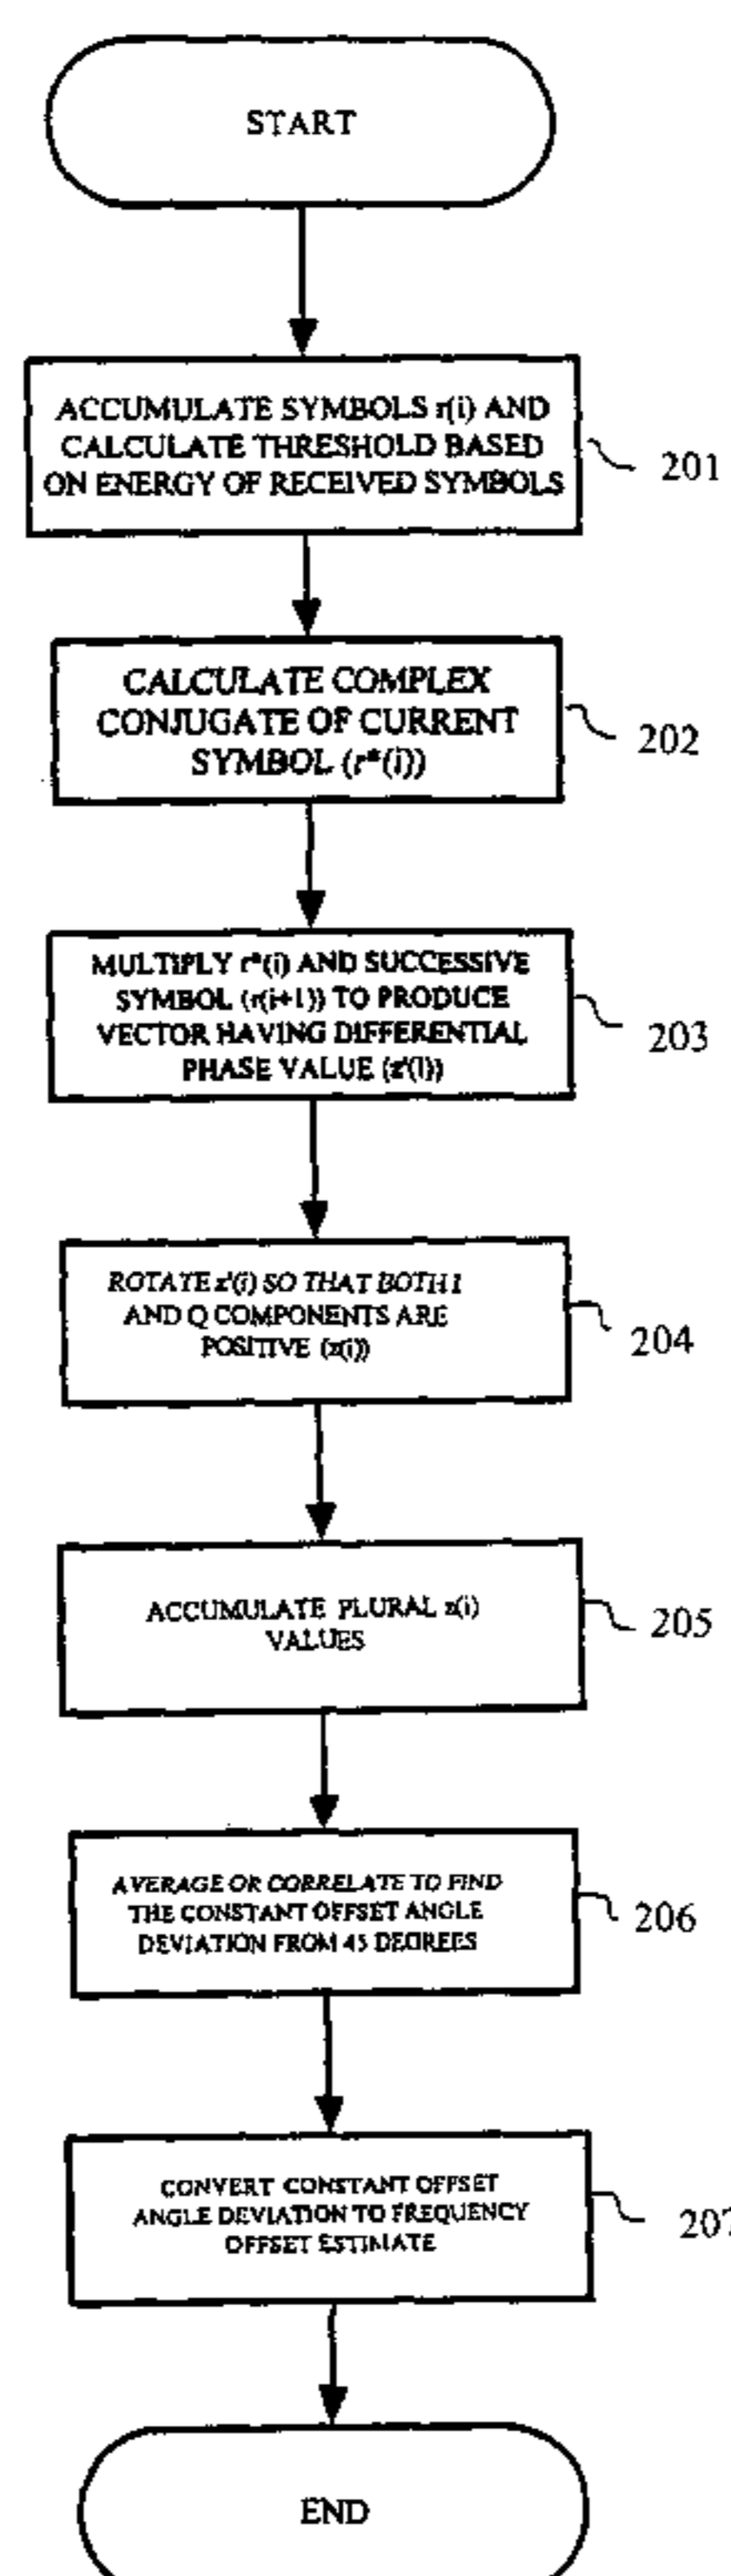 START
ACCUMULATE SYMBOLS r(i) AND
CALCULATE THRESHOLD BASED
ON ENERGY OF RECEIVED SYMBOLS
201
CALCULATE COMPLEX
CONJUGATE OF CURRENT
SYMBOL (r*(i))
202
MULTIPLY r*(i) AND SUCCESSIVE
SYMBOL (r(i+1)) TO PRODUCE
VECTOR HAVING DIFFERENTIAL
PHASE VALUE (z'(i))
203
ROTATE z'(i) SO THAT BOTH I
AND Q COMPONENTS ARE
POSITIVE (z(i))
204
ACCUMULATE PLURAL z(i)
VALUES
205
AVERAGE OR CORRELATE TO FIND
THE CONSTANT OFFSET ANGLE
DEVIATION FROM 45 DEGREES
206
CONVERT CONSTANT OFFSET
ANGLE DEVIATION TO FREQUENCY
OFFSET ESTIMATE
207
END